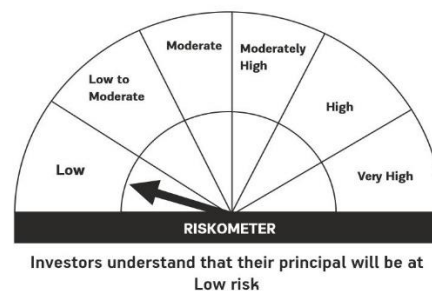 Moderate
Moderately
High
Low to
Moderate
High
Low
Very High
RISKOMETER
Investors understand that their principal will be at
Low risk